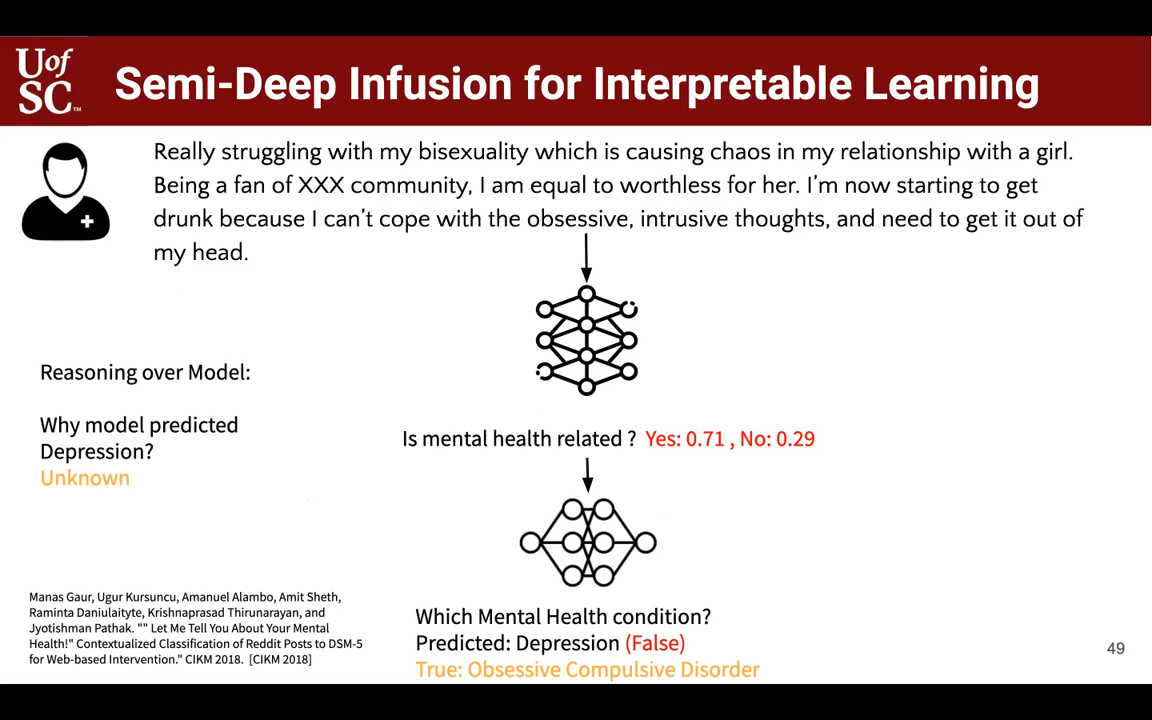 Uof
SC™
Semi-Deep Infusion for Interpretable Learning
Really struggling with my bisexuality which is causing chaos in my relationship with a girl.
Being a fan of XXX community, I am equal to worthless for her. I’m now starting to get
drunk because I can’t cope with the obsessive, intrusive thoughts, and need to get it out of
my head.
Reasoning over Model:
Why model predicted
Depression?
Unknown
Is mental health related ? Yes: 0.71 , No: 0.29
Which Mental Health condition?
Predicted: Depression (False)
True: Obsessive Compulsive Disorder
Manas Gaur, Ugur Kursuncu, Amanuel Alambo, Amit Sheth,
Raminta Daniulaityte, Krishnaprasad Thirunarayan, and
Jyotishman Pathak. "" Let Me Tell You About Your Mental
Health!" Contextualized Classification of Reddit Posts to DSM-5
for Web-based Intervention." CIKM 2018. [CIKM 2018]
49